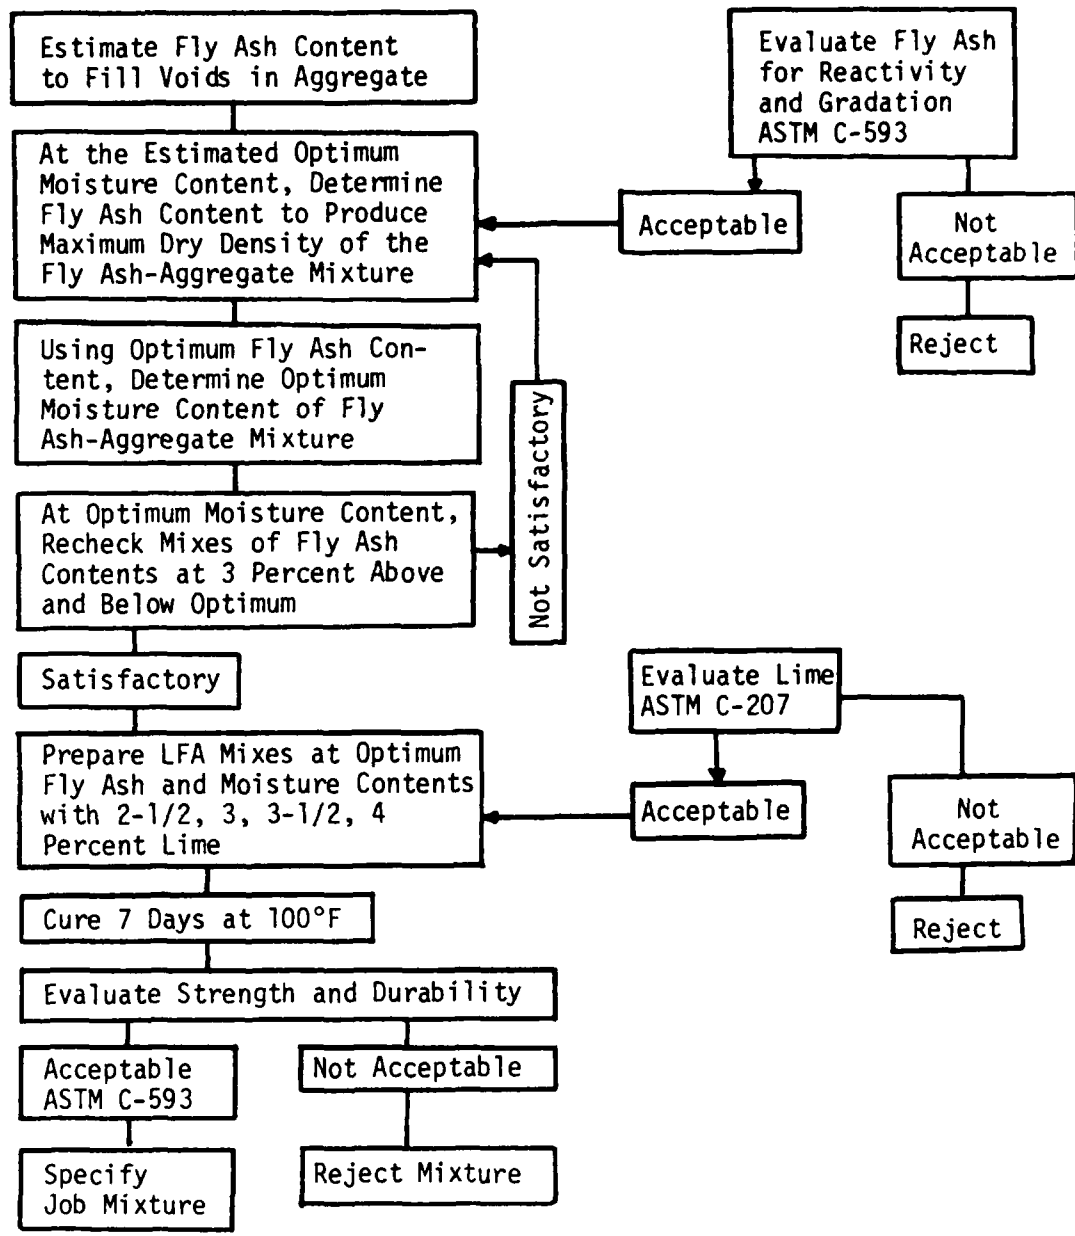 Estimate Fly Ash Content
to Fill Voids in Aggregate
Evaluate Fly Ash
for Reactivity
and Gradation
ASTM C-593
At the Estimated Optimum
Moisture Content, Determine
Fly Ash Content to Produce
Maximum Dry Density of the
Fly Ash-Aggregate Mixture
Acceptable
Not
Acceptable
Reject
Using Optimum Fly Ash Con-
tent, Determine Optimum
Moisture Content of Fly
Ash-Aggregate Mixture
Not Satisfactory
At Optimum Moisture Content,
Recheck Mixes of Fly Ash
Contents at 3 Percent Above
and Below Optimum
Satisfactory
Evaluate Lime
ASTM C-207
Prepare LFA Mixes at Optimum
Fly Ash and Moisture Contents
with 2-1/2, 3, 3-1/2, 4
Percent Lime
Acceptable
Not
Acceptable
Reject
Cure 7 Days at 100°F
Evaluate Strength and Durability
Acceptable
ASTM C-593
Not Acceptable
Specify
Job Mixture
Reject Mixture